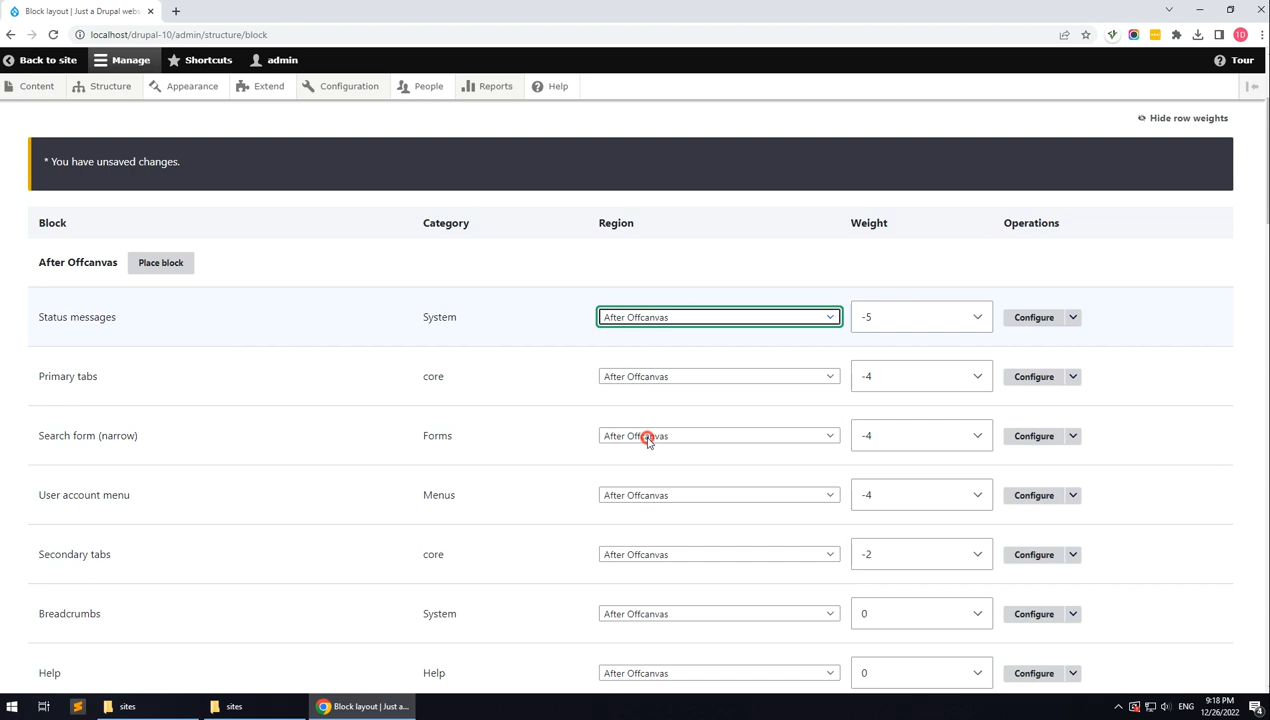 Block layout | Just a Drupal webs
localhost/drupal-10/admin/structure/block
1D
Back to site
Manage
Shortcuts
admin
Tour
Content
Structure
Appearance
Extend
Configuration
People
Reports
Help
Hide row weights
* You have unsaved changes.
Block Category Region Weight Operations
After Offcanvas Place block
Status messages System After Offcanvas -5 Configure
Primary tabs core After Offcanvas -4 Configure
Search form (narrow) Forms After Offcanvas -4 Configure
User account menu Menus After Offcanvas -4 Configure
Secondary tabs core After Offcanvas -2 Configure
Breadcrumbs System After Offcanvas 0 Configure
Help Help After Offcanvas 0 Configure
sites
sites
Block layout | Just a...
ENG
9:18 PM
12/26/2022
4